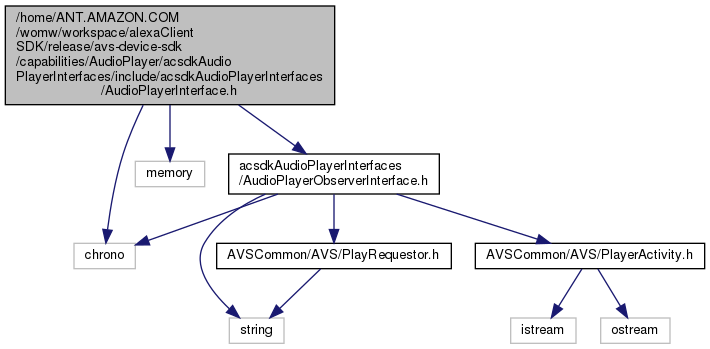 /home/ANT.AMAZON.COM
/womw/workspace/alexaClient
SDK/release/avs-device-sdk
/capabilities/AudioPlayer/acsdkAudio
PlayerInterfaces/include/acsdkAudioPlayerInterfaces
/AudioPlayerInterface.h
memory
acsdkAudioPlayerInterfaces
/AudioPlayerObserverInterface.h
chrono
AVSCommon/AVS/PlayRequestor.h
AVSCommon/AVS/PlayerActivity.h
string
istream
ostream